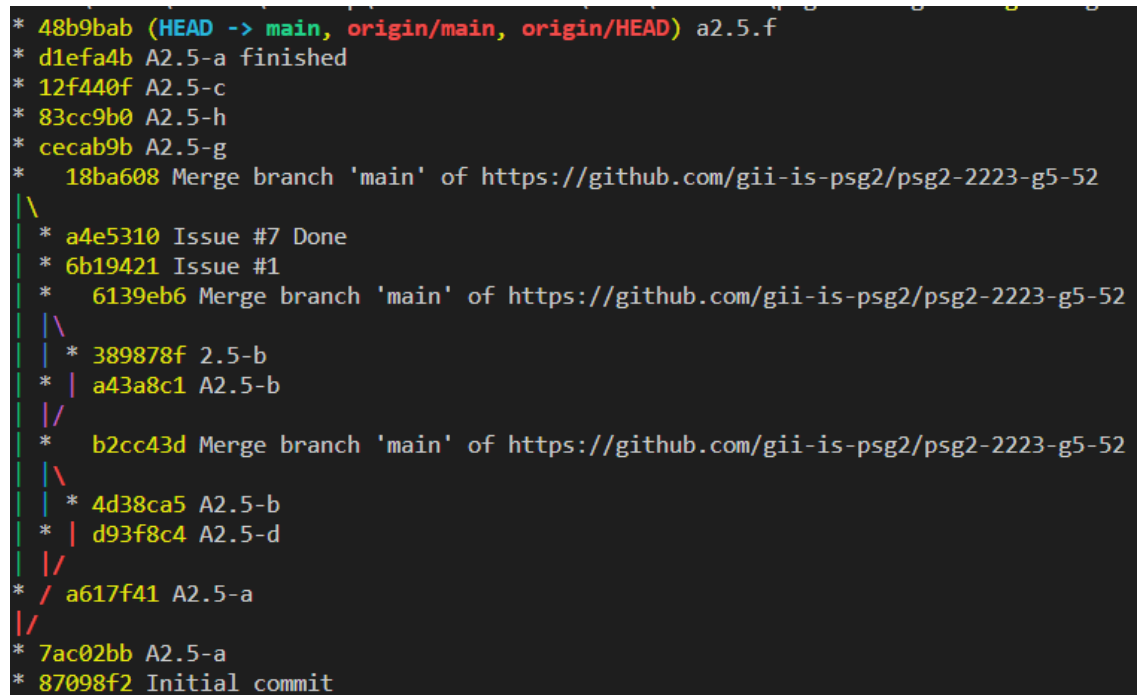 * 48b9bab (HEAD -> main, origin/main, origin/HEAD) a2.5.f
* d1efa4b A2.5-a finished
* 12f440f A2.5-c
* 83cc9b0 A2.5-h
* cecab9b A2.5-g
*   18ba608 Merge branch 'main' of https://github.com/gii-is-psg2/psg2-2223-g5-52
|\
| * a4e5310 Issue #7 Done
| * 6b19421 Issue #1
| *   6139eb6 Merge branch 'main' of https://github.com/gii-is-psg2/psg2-2223-g5-52
| |\
| | * 389878f 2.5-b
| * | a43a8c1 A2.5-b
| |/
| *   b2cc43d Merge branch 'main' of https://github.com/gii-is-psg2/psg2-2223-g5-52
| |\
| | * 4d38ca5 A2.5-b
| * | d93f8c4 A2.5-d
| |/
* / a617f41 A2.5-a
|/
* 7ac02bb A2.5-a
* 87098f2 Initial commit